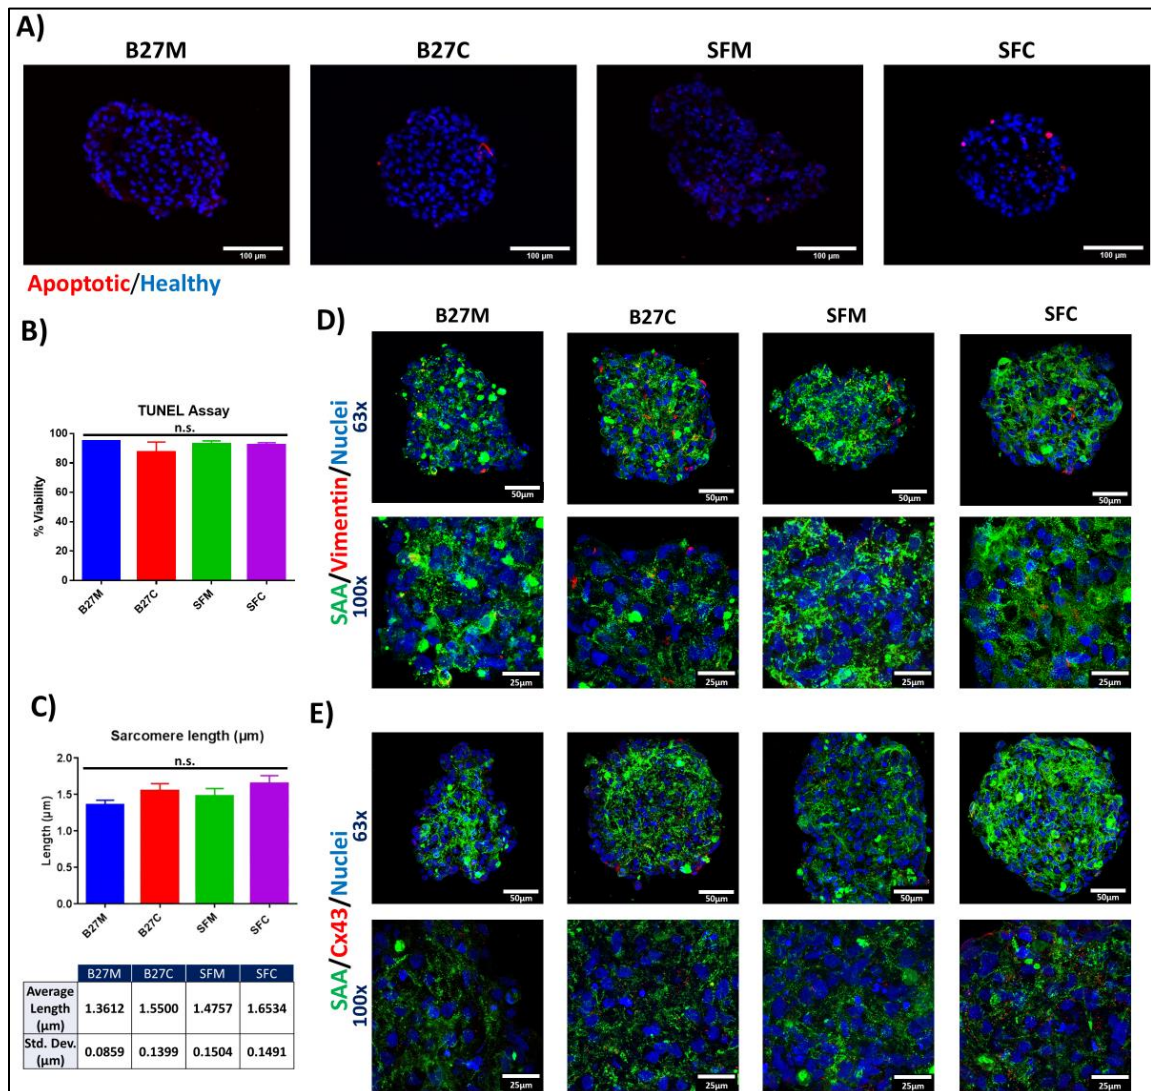 A)
B27M B27C SFM SFC
100 µm 100 µm 100 µm 100 µm
Apoptotic/Healthy
B)
TUNEL Assay
n.s.
% Viability
100
80
60
40
20
0
B27M B27C SFM SFC
C)
Sarcomere length (µm)
n.s.
Length (µm)
2.0
1.5
1.0
0.5
0.0
B27M B27C SFM SFC
B27M B27C SFM SFC
Average
Length
(µm)
1.3612 1.5500 1.4757 1.6534
Std. Dev.
(µm)
0.0859 0.1399 0.1504 0.1491
D)
B27M B27C SFM SFC
SAA/Vimentin/Nuclei
63x
50µm 50µm 50µm 50µm
100x
25µm 25µm 25µm 25µm
E)
SAA/Cx43/Nuclei
63x
50µm 50µm 50µm 50µm
100x
25µm 25µm 25µm 25µm